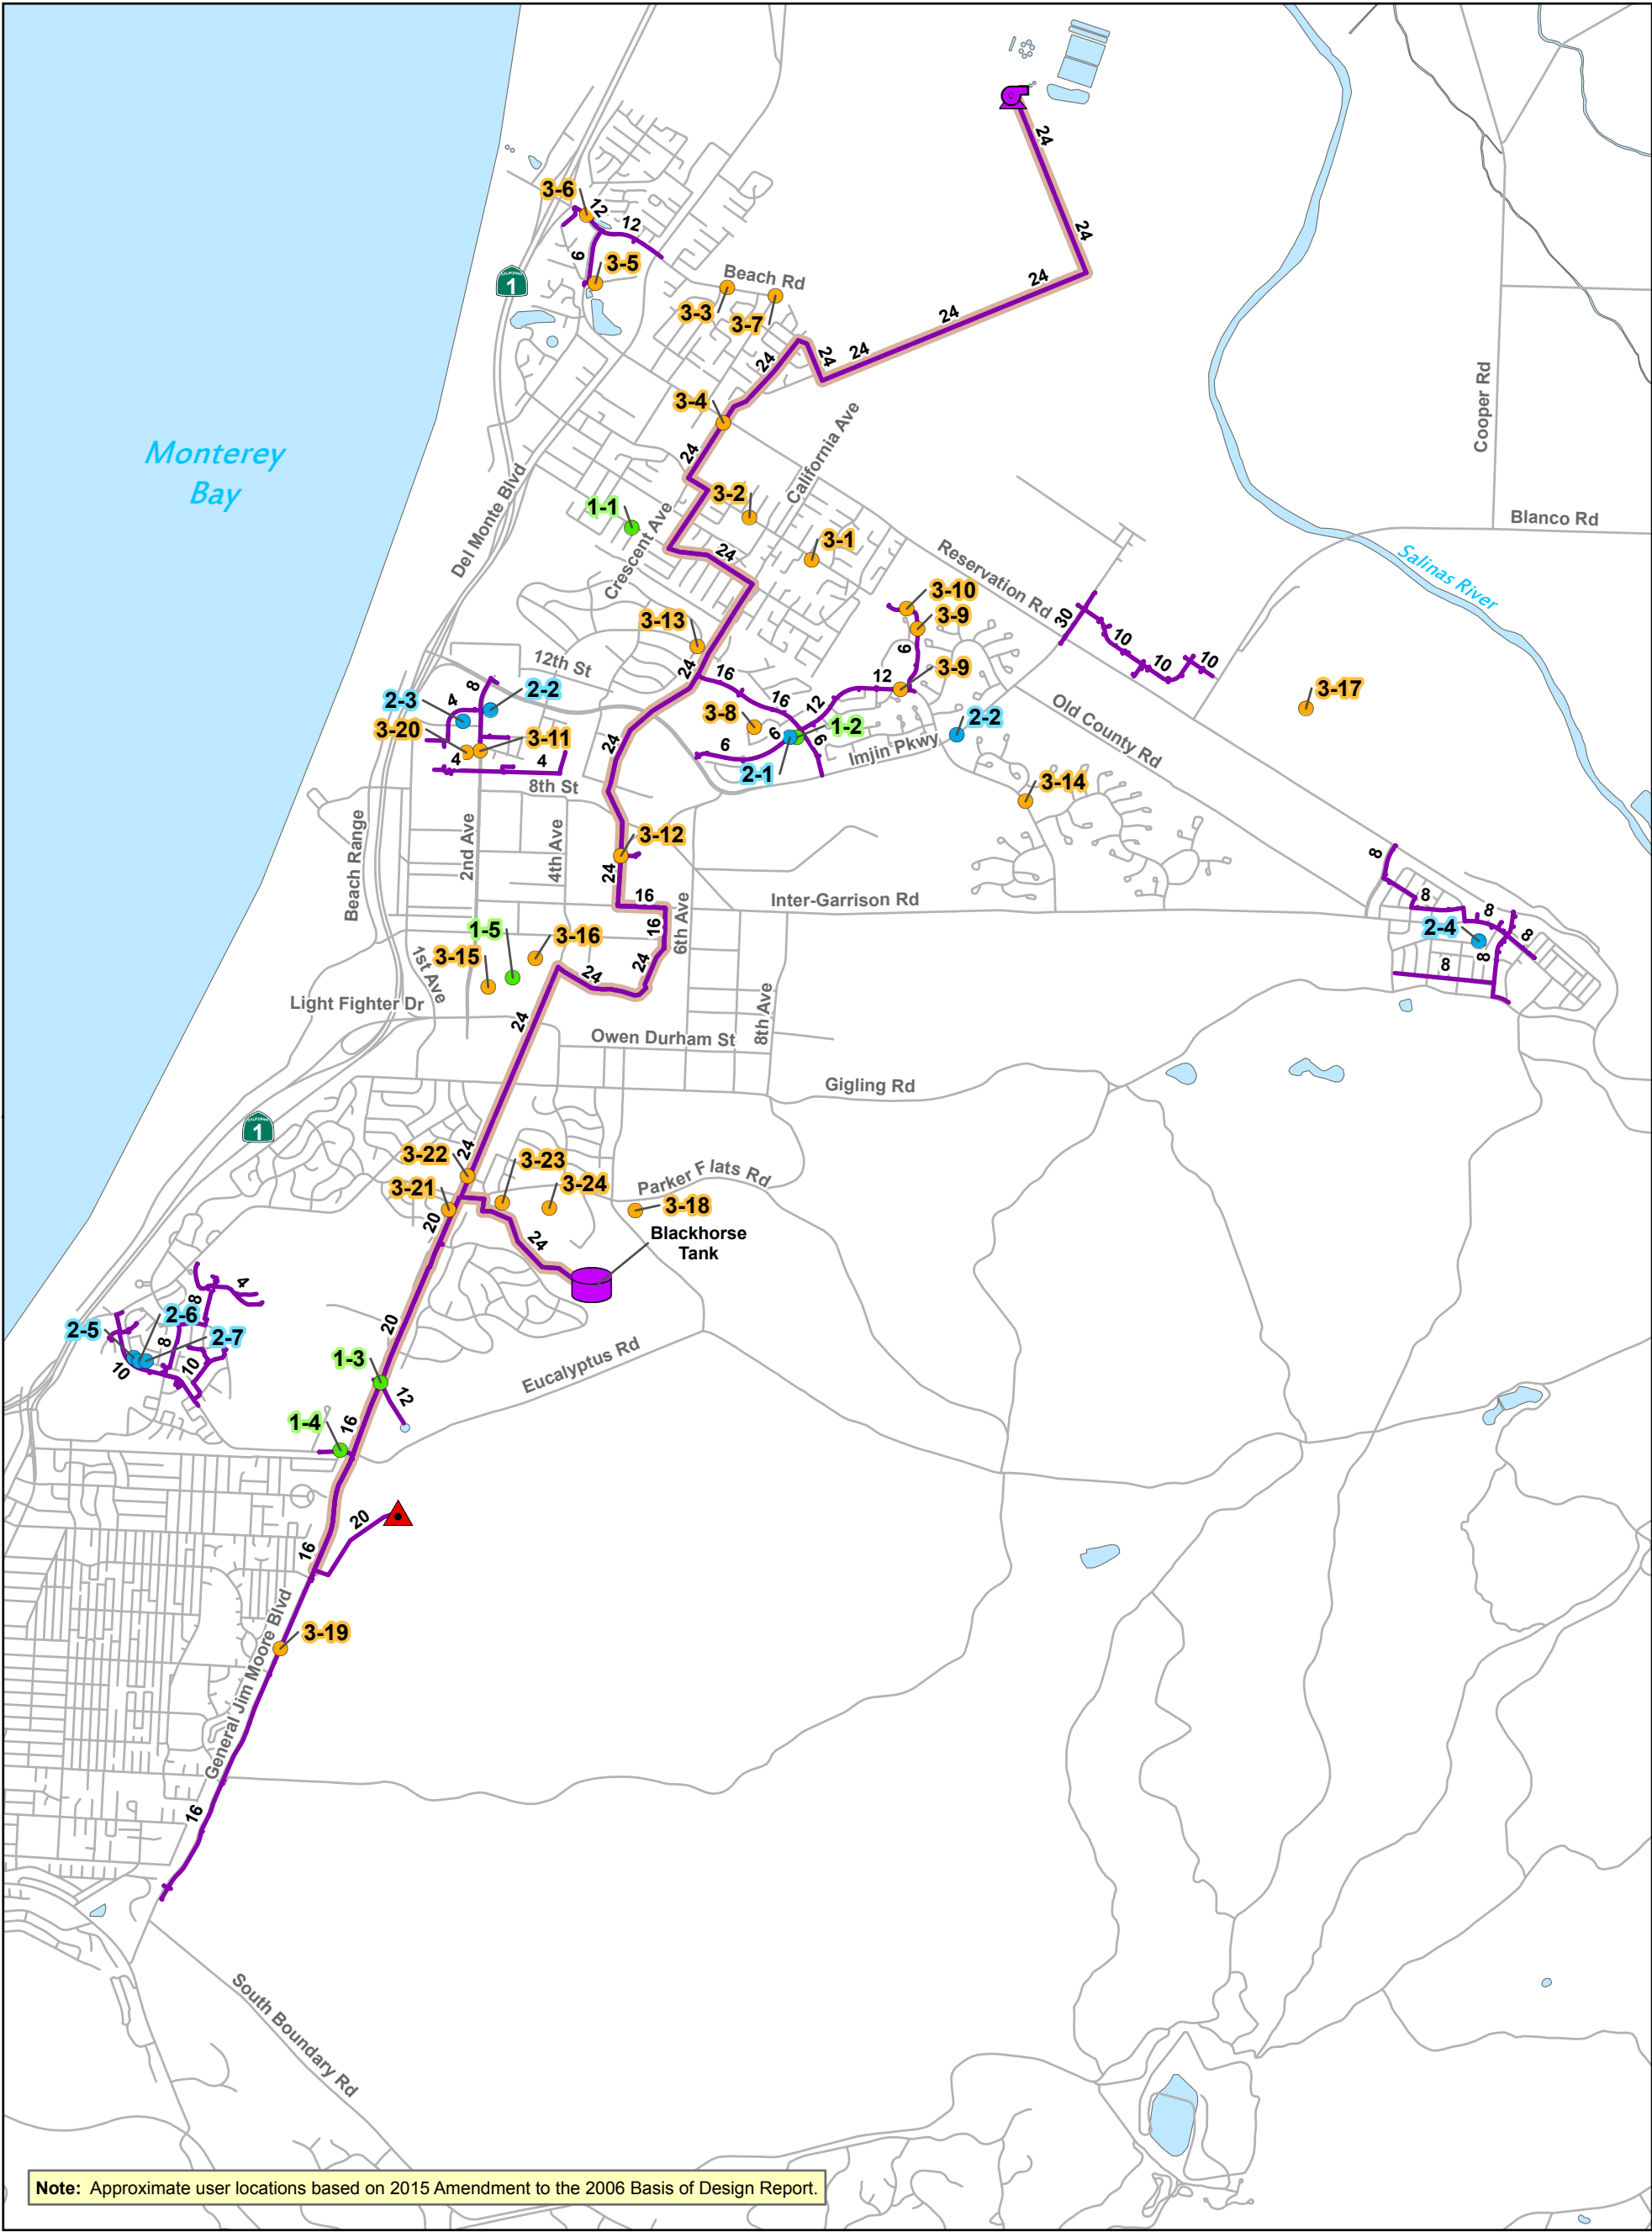 24
24
3-6
12
12
6
3-5
CALIFORNIA
1
Beach Rd
3-3
3-7
24
24
24
24
24
3-4
Cooper Rd
California Ave
Monterey
Bay
24
3-2
Del Monte Blvd
1-1
Crescent Ave
3-1
Blanco Rd
Reservation Rd
Salinas River
24
3-10
3-9
30
10
10
10
3-13
6
12th St
24
16
12
3-9
8
4
2-3
2-2
16
12
3-17
3-20
3-11
3-8
6
1-2
2-2
Old County Rd
24
6
6
Imjin Pkwy
4
4
2-1
8th St
3-14
Beach Range
2nd Ave
4th Ave
3-12
24
8
16
Inter-Garrison Rd
8
8
16
6th Ave
1-5
3-16
2-4
8
3-15
1st Ave
24
24
8
8
Light Fighter Dr
24
8th Ave
Owen Durham St
Gigling Rd
CALIFORNIA
1
3-22
24
3-23
Parker Flats Rd
3-21
3-24
3-18
20
24
Blackhorse
Tank
4
8
2-6
2-5
8
2-7
20
10
10
1-3
Eucalyptus Rd
12
1-4
16
20
16
General Jim Moore Blvd
3-19
16
South Boundary Rd
Note: Approximate user locations based on 2015 Amendment to the 2006 Basis of Design Report.